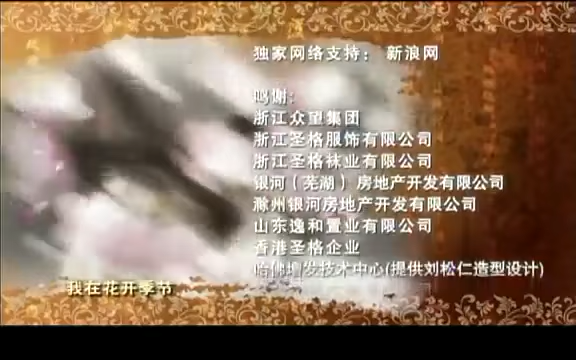 独家网络支持： 新浪网
鸣谢:
浙江众望集团
浙江圣格服饰有限公司
浙江圣格袜业有限公司
银河（芜湖）房地产开发有限公司
滁州银河房地产开发有限公司
山东逸和置业有限公司
香港圣格企业
哈佛增发技术中心(提供刘松仁造型设计)
我在花开季节